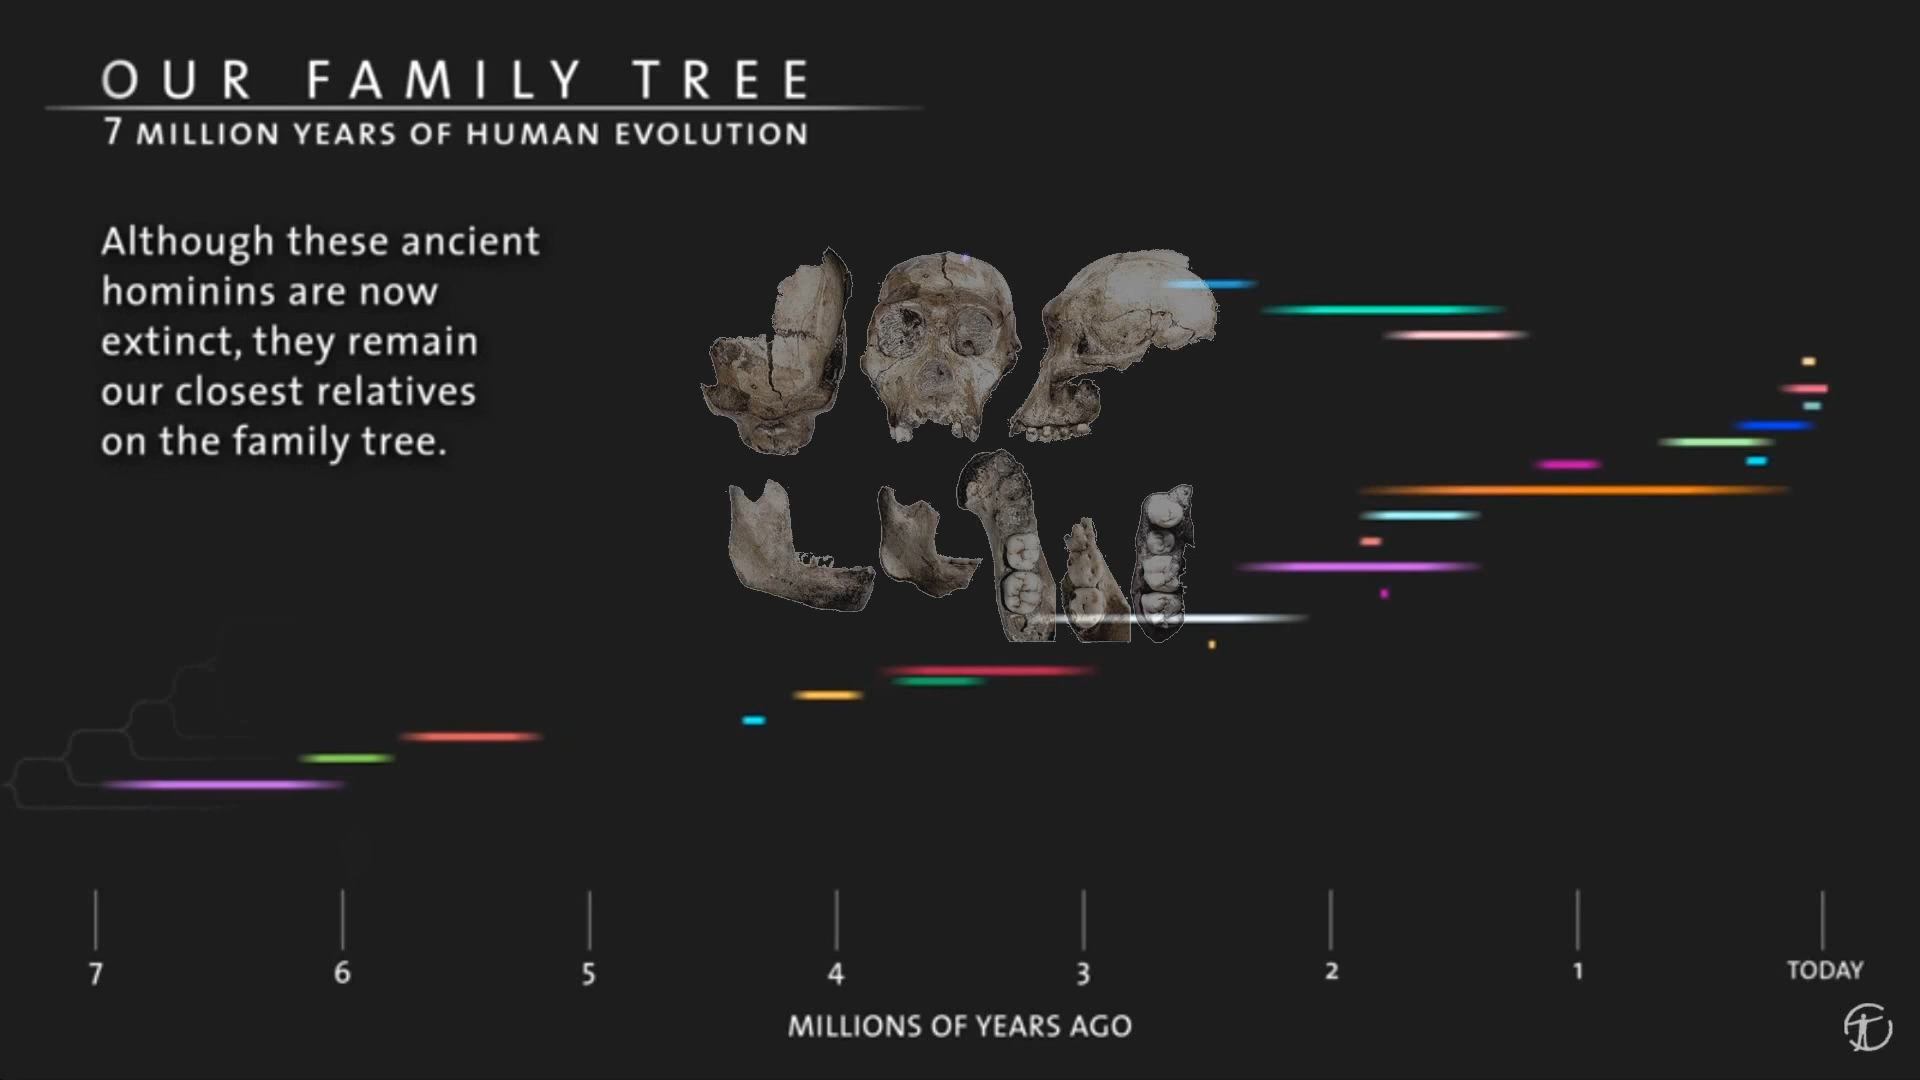 OUR FAMILY TREE
7 MILLION YEARS OF HUMAN EVOLUTION
Although these ancient
hominins are now
extinct, they remain
our closest relatives
on the family tree.
7 6 5 4 3 2 1 TODAY
MILLIONS OF YEARS AGO